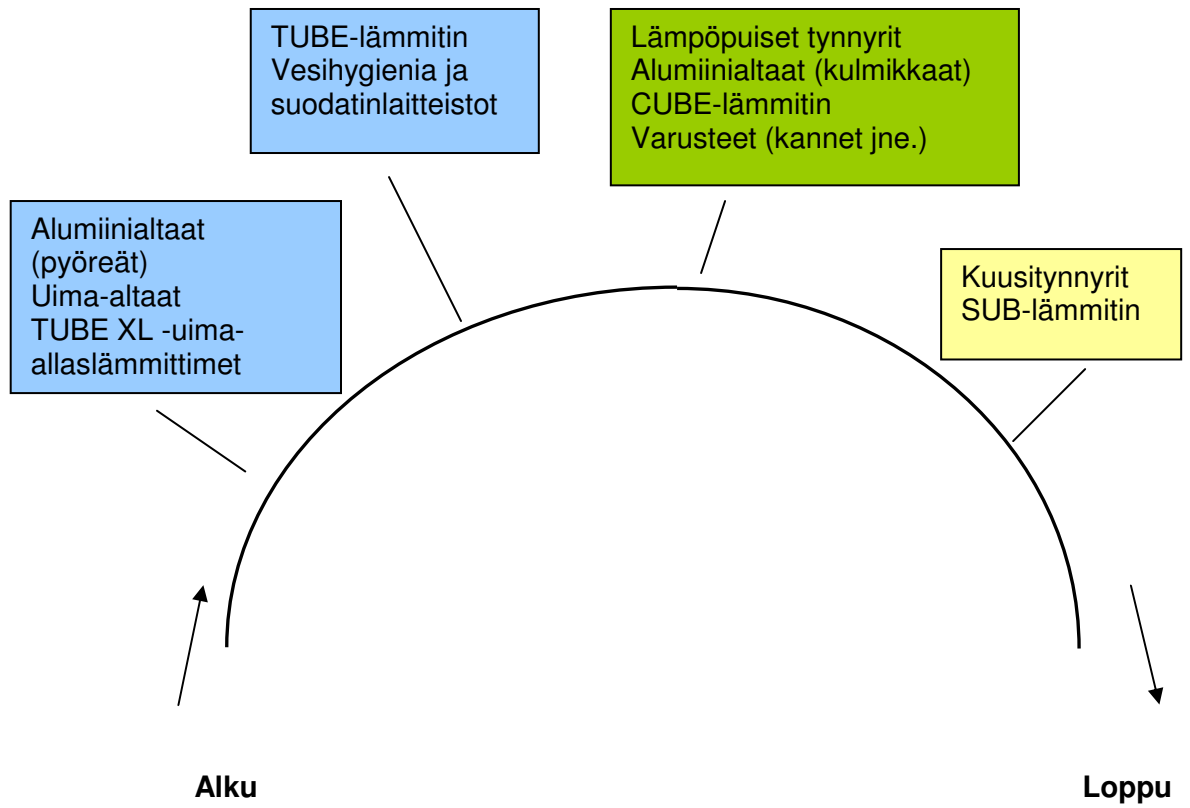 TUBE-lämmitin
Vesihygienia ja
suodatinlaitteistot
Lämpöpuiset tynnyrit
Alumiinialtaat (kulmikkaat)
CUBE-lämmitin
Varusteet (kannet jne.)
Alumiinialtaat
(pyöreät)
Uima-altaat
TUBE XL -uima-
allaslämmittimet
Kuusitynnyrit
SUB-lämmitin
Alku
Loppu